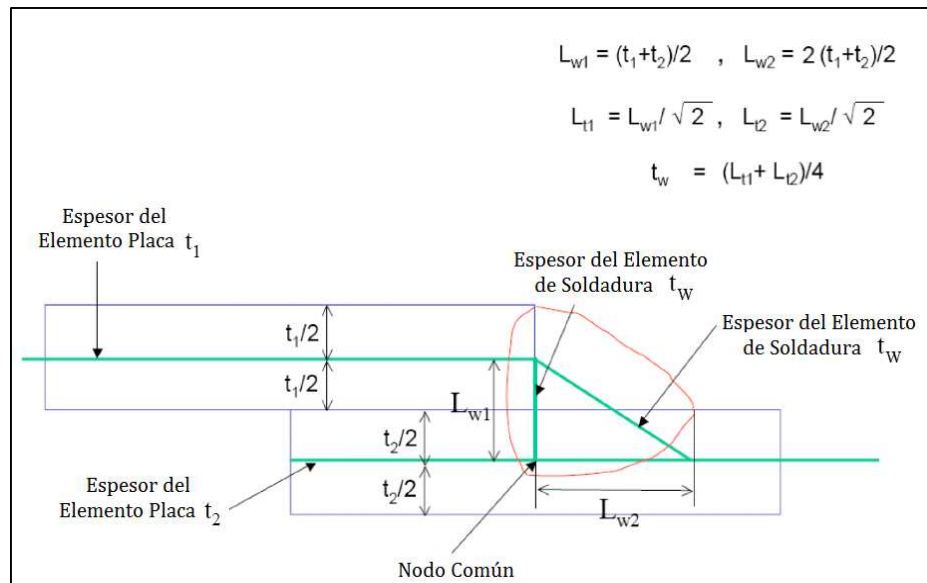 L_w1 = (t_1+t_2)/2 , L_w2 = 2 (t_1+t_2)/2
L_t1 = L_w1/ √2 , L_t2 = L_w2/ √2
t_w = (L_t1+ L_t2)/4
Espesor del
Elemento Placa t_1
Espesor del Elemento
de Soldadura t_W
Espesor del Elemento
de Soldadura t_W
t_1/2
t_1/2
L_w1
t_2/2
t_2/2
Espesor del
Elemento Placa t_2
L_w2
Nodo Común